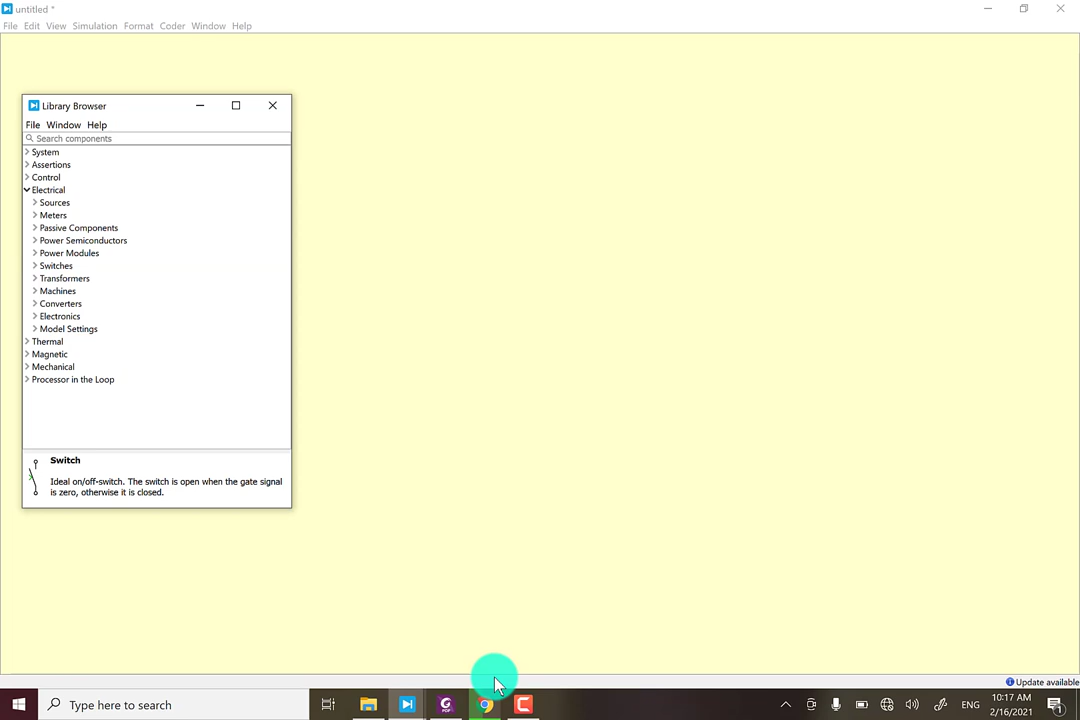 untitled *
File Edit View Simulation Format Coder Window Help
Library Browser
File Window Help
Search components
System
Assertions
Control
Electrical
Sources
Meters
Passive Components
Power Semiconductors
Power Modules
Switches
Transformers
Machines
Converters
Electronics
Model Settings
Thermal
Magnetic
Mechanical
Processor in the Loop
Switch
Ideal on/off-switch. The switch is open when the gate signal
is zero, otherwise it is closed.
Update available
Type here to search
ENG
10:17 AM
2/16/2021
1